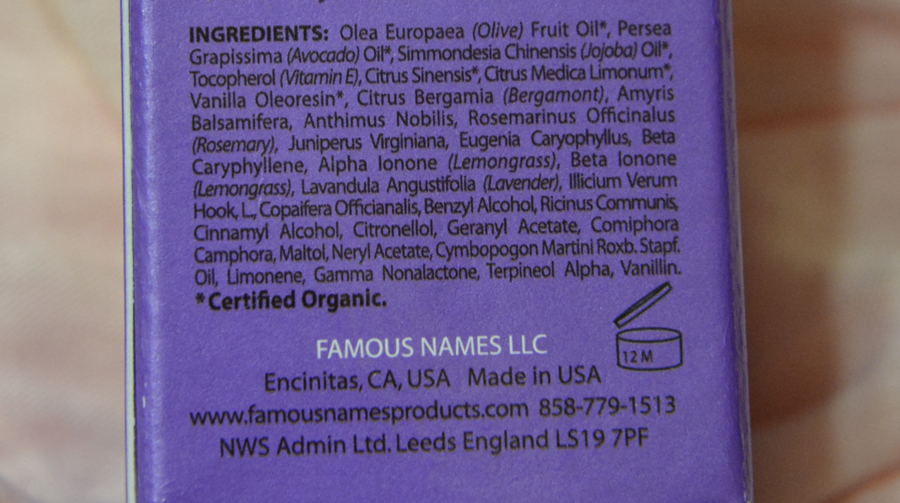 INGREDIENTS: Olea Europaea (Olive) Fruit Oil*, Persea
Grapissima (Avocado) Oil*, Simmondesia Chinensis (Jojoba) Oil*,
Tocopherol (Vitamin E), Citrus Sinensis*, Citrus Medica Limonum*,
Vanilla Oleoresin*, Citrus Bergamia (Bergamont), Amyris
Balsamifera, Anthimus Nobilis, Rosemarinus Officinalus
(Rosemary), Juniperus Virginiana, Eugenia Caryophyllus, Beta
Caryphyllene, Alpha Ionone (Lemongrass), Beta Ionone
(Lemongrass), Lavandula Angustifolia (Lavender), Illicium Verum
Hook, L., Copaifera Officianalis, Benzyl Alcohol, Ricinus Communis,
Cinnamyl Alcohol, Citronellol, Geranyl Acetate, Comiphora
Camphora, Maltol, Neryl Acetate, Cymbopogon Martini Roxb. Stapf.
Oil, Limonene, Gamma Nonalactone, Terpineol Alpha, Vanillin.
*Certified Organic.
12 M
FAMOUS NAMES LLC
Encinitas, CA, USA Made in USA
www.famousnamesproducts.com 858-779-1513
NWS Admin Ltd. Leeds England LS19 7PF